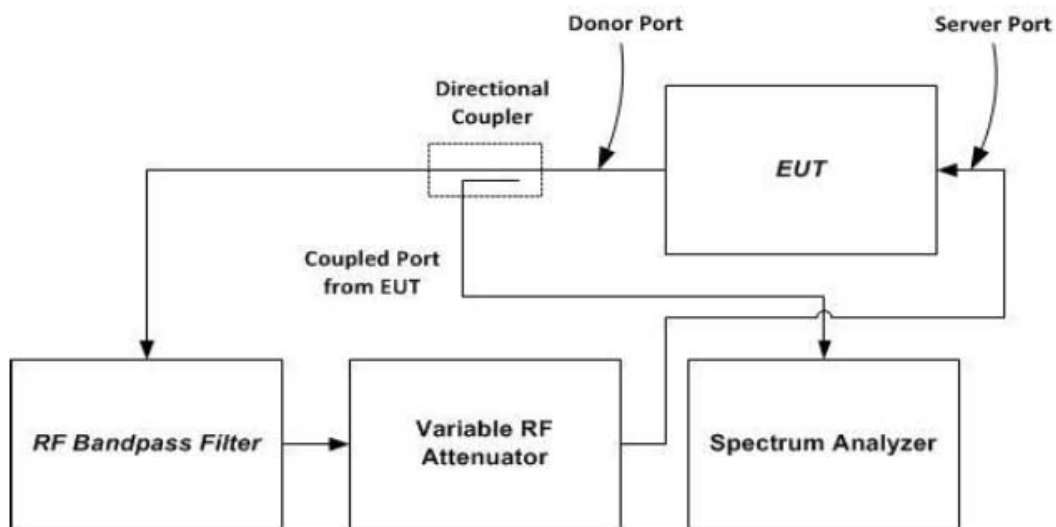 Donor Port
Server Port
Directional
Coupler
EUT
Coupled Port
from EUT
RF Bandpass Filter
Variable RF
Attenuator
Spectrum Analyzer